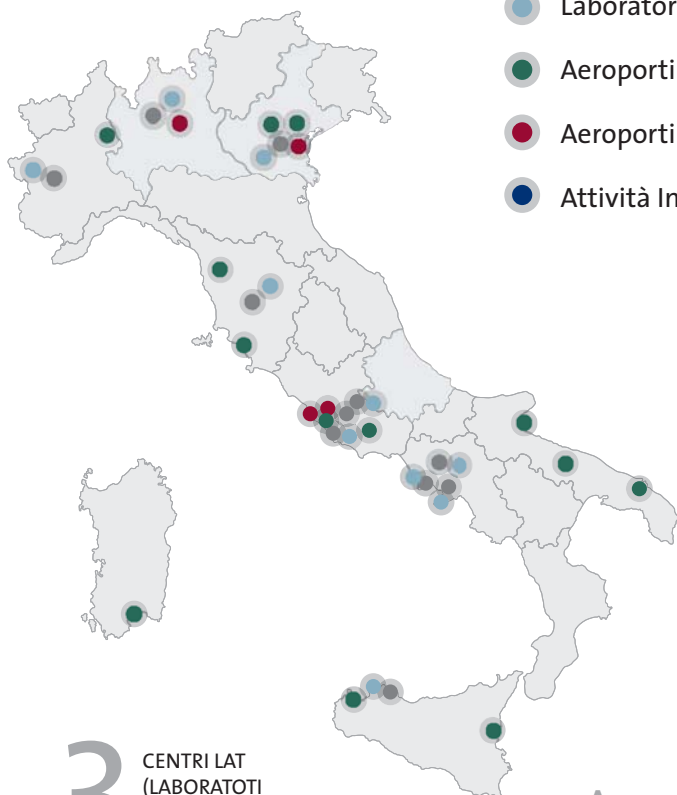 Laborator
Aeroporti
Aeroporti
Attività In
3
CENTRI LAT
(LABORATOTI